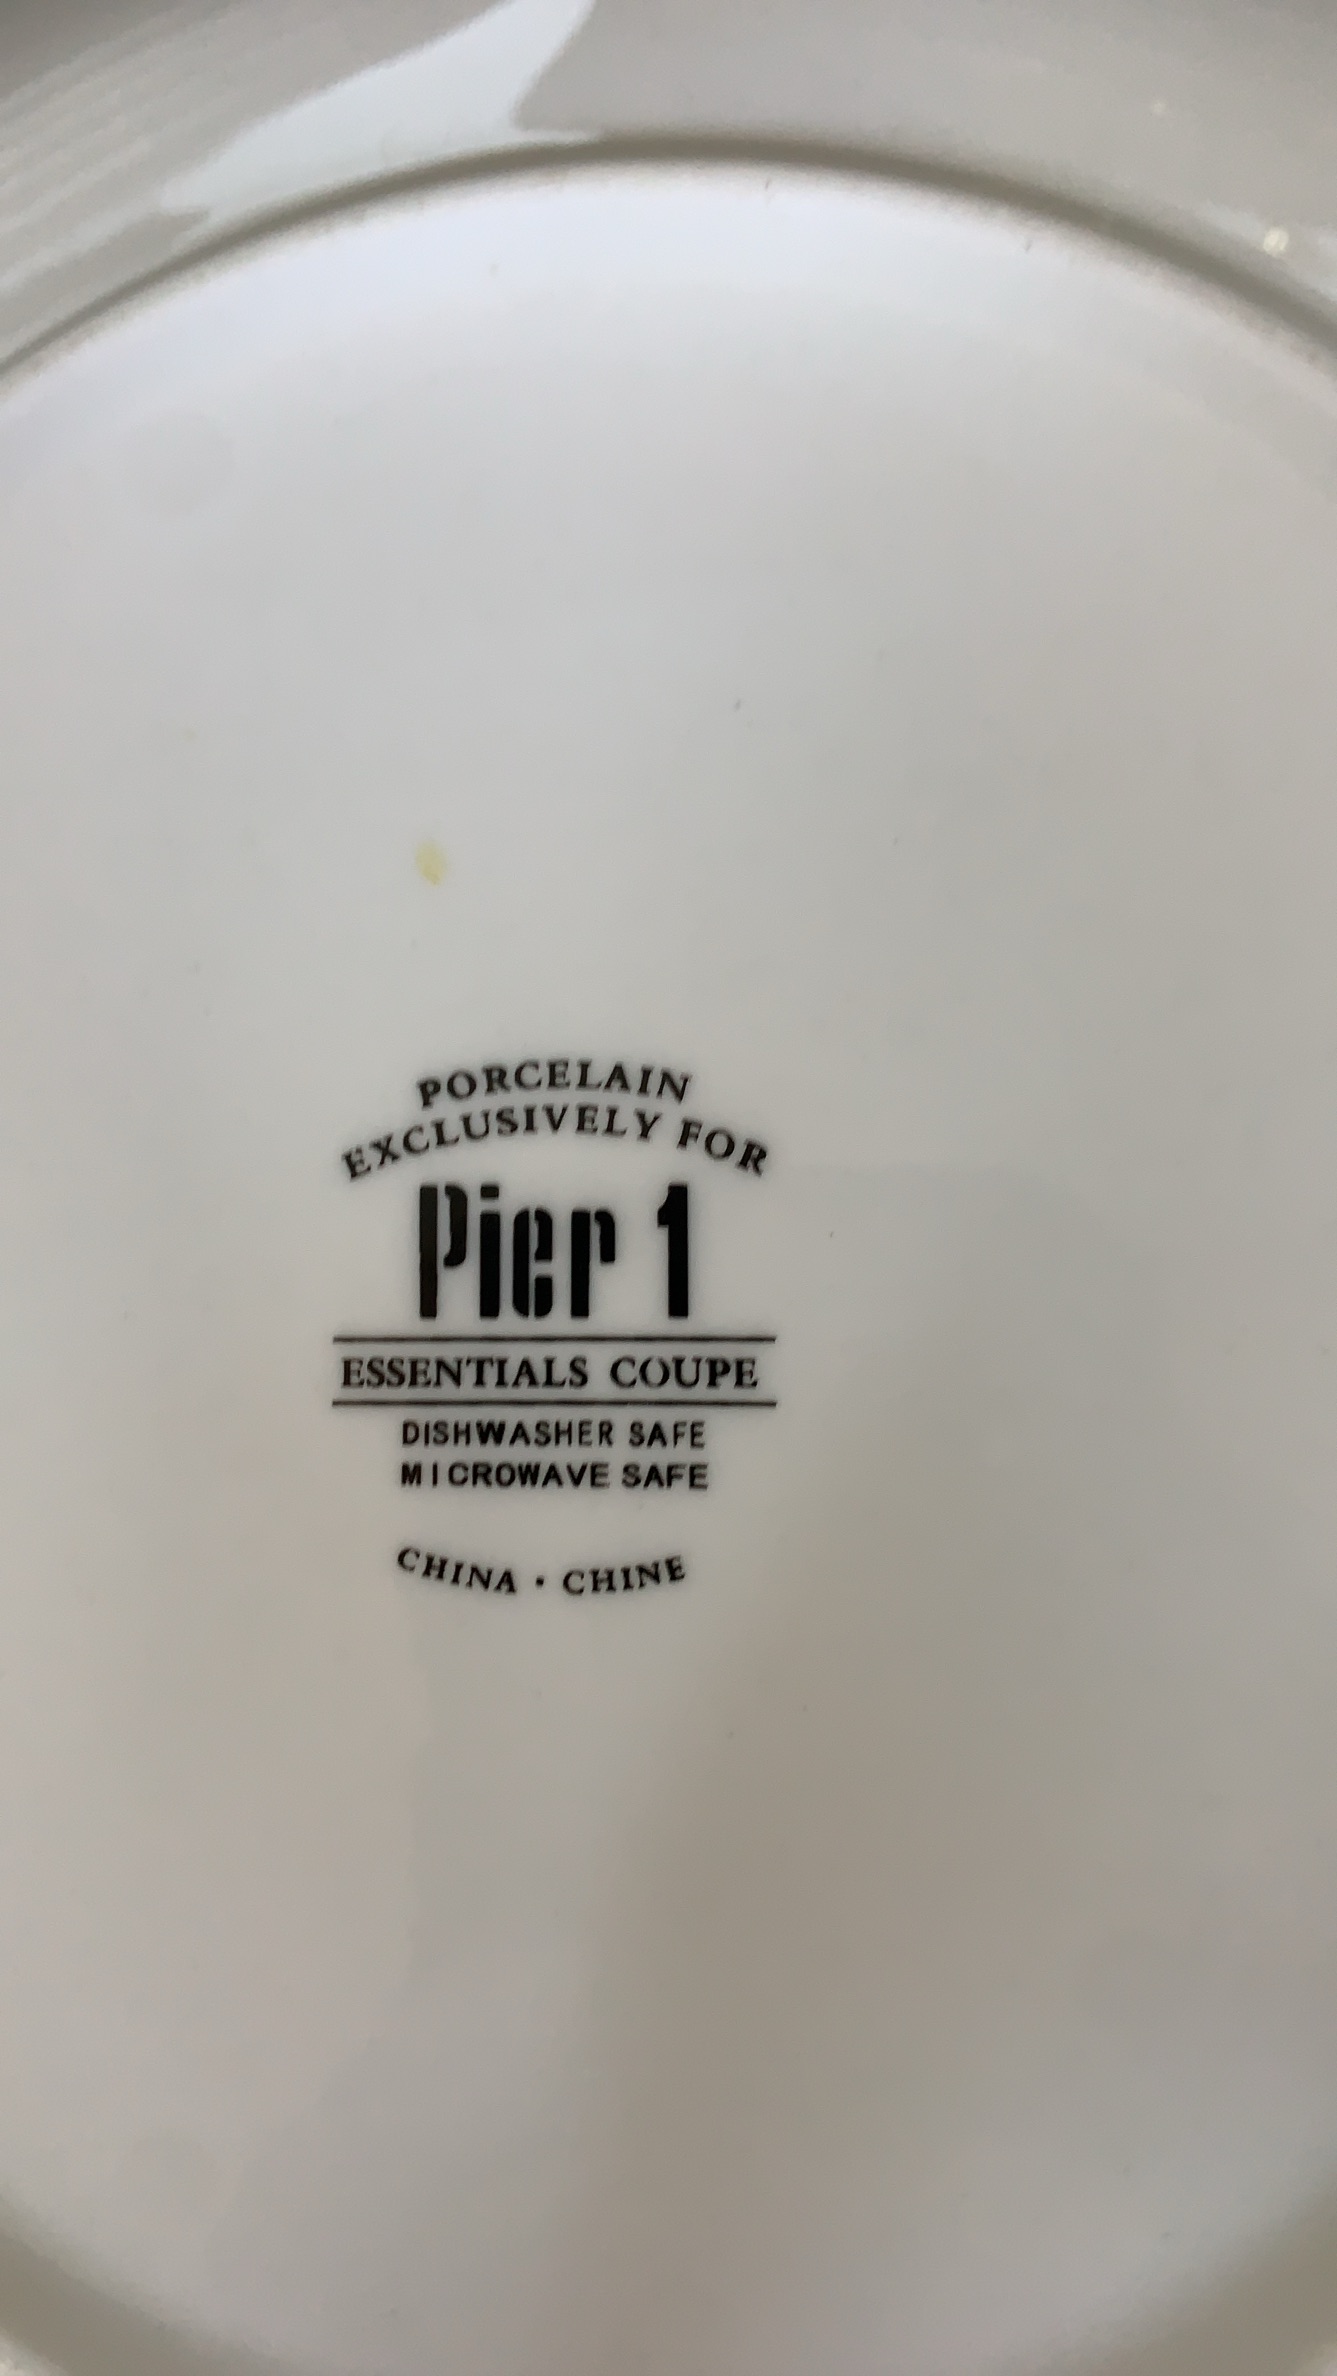 PORCELAIN
EXCLUSIVELY FOR
Pier 1
ESSENTIALS COUPE
DISHWASHER SAFE
MICROWAVE SAFE
CHINA · CHINE